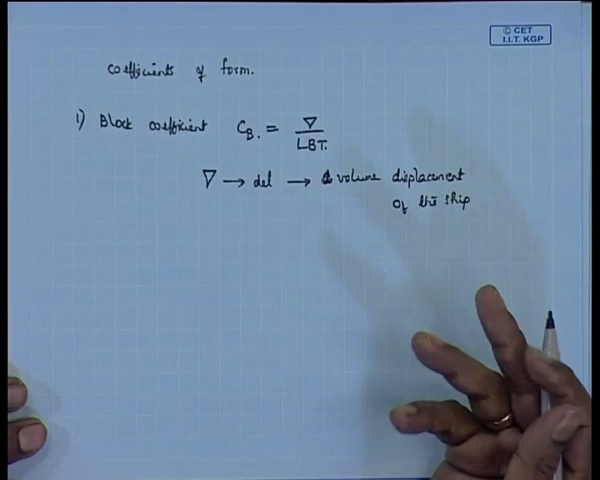 © CET
I.I.T. KGP
coefficients of form.
1) Block coefficient C_B. = ∇ / LBT.
∇ → del → volume displacement
of the ship